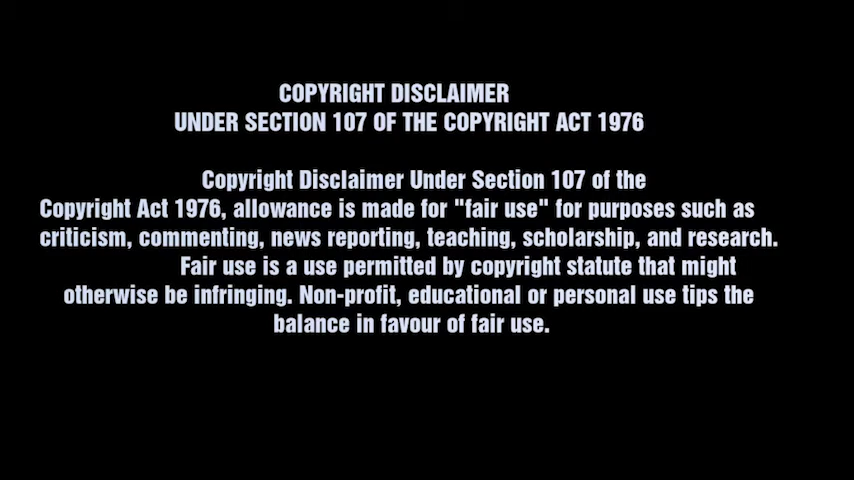 COPYRIGHT DISCLAIMER
UNDER SECTION 107 OF THE COPYRIGHT ACT 1976
Copyright Disclaimer Under Section 107 of the
Copyright Act 1976, allowance is made for "fair use" for purposes such as
criticism, commenting, news reporting, teaching, scholarship, and research.
Fair use is a use permitted by copyright statute that might
otherwise be infringing. Non-profit, educational or personal use tips the
balance in favour of fair use.